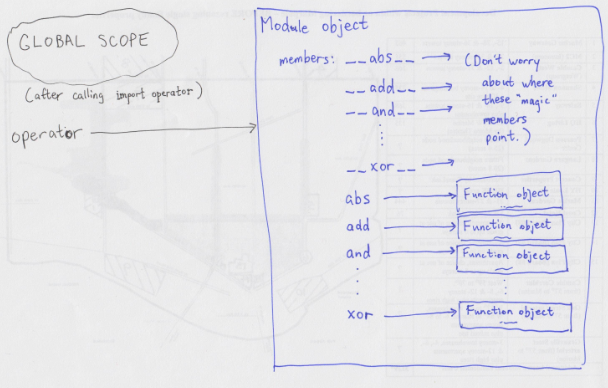 GLOBAL SCOPE
(after calling import operator)
operator
Module object
members: __abs__ (Don't worry
__add__ about where
__and__ these "magic"
members
point.)
__xor__
abs Function object
add Function object
and Function object
xor Function object